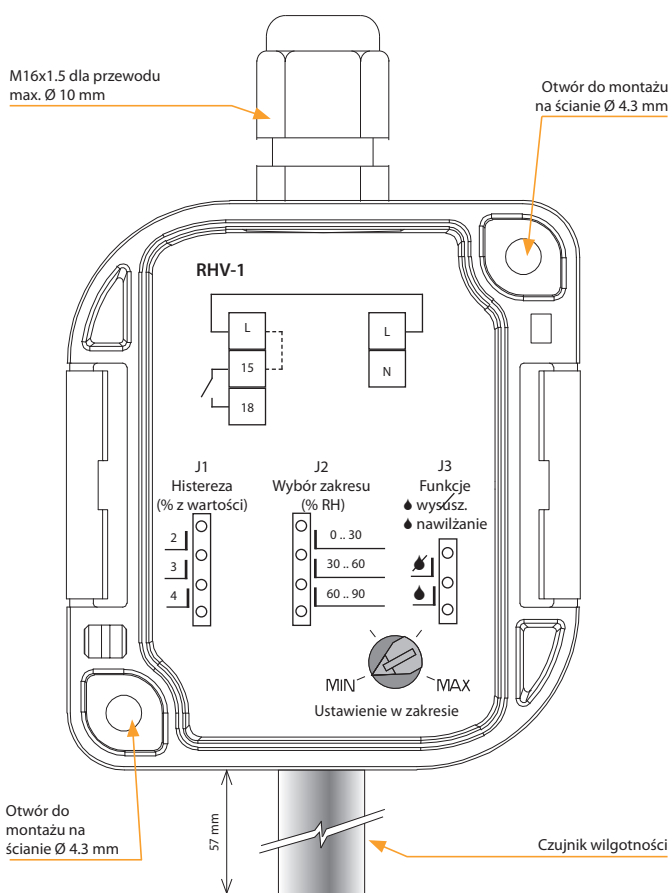 M16x1.5 dla przewodu
max. Ø 10 mm
Otwór do montażu
na ścianie Ø 4.3 mm
RHV-1
L
15
18
L
N
J1
Histereza
(% z wartości)
2
3
4
J2
Wybór zakresu
(% RH)
0 .. 30
30 .. 60
60 .. 90
J3
Funkcje
wysusz.
nawilżanie
MIN
MAX
Ustawienie w zakresie
Otwór do
montażu na
ścianie Ø 4.3 mm
57 mm
Czujnik wilgotności